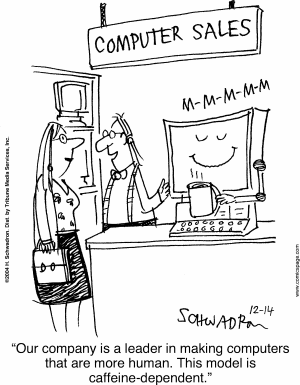 COMPUTER SALES
M-M-M-M-M
©2004 H. Schwadron. Dist. by Tribune Media Services, Inc.
www.comicspage.com
SCHWADRON
12-14
"Our company is a leader in making computers
that are more human. This model is
caffeine-dependent."